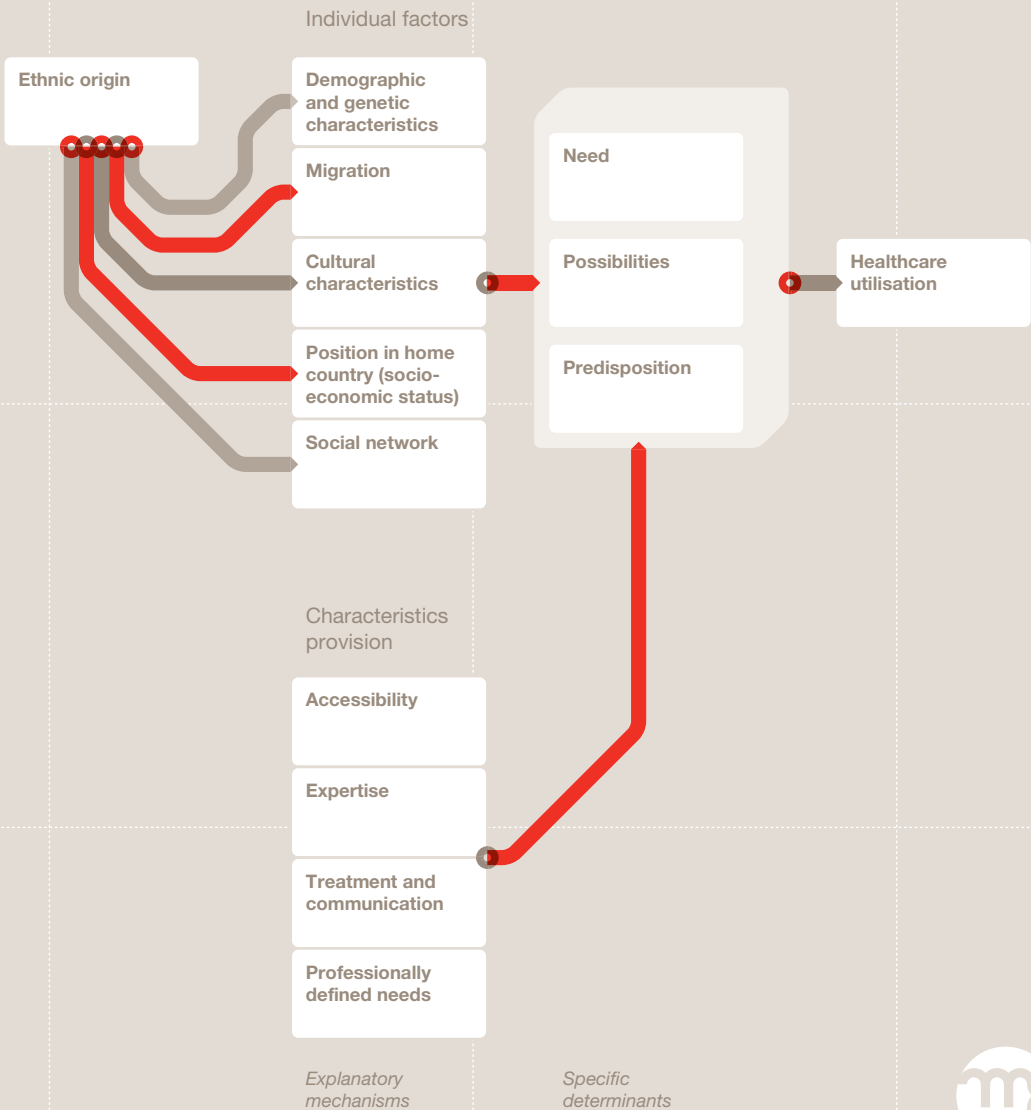 Individual factors
Ethnic origin
Demographic
and genetic
characteristics
Migration
Cultural
characteristics
Position in home
country (socio-
economic status)
Social network
Need
Possibilities
Predisposition
Healthcare
utilisation
Characteristics
provision
Accessibility
Expertise
Treatment and
communication
Professionally
defined needs
Explanatory
mechanisms
Specific
determinants
m